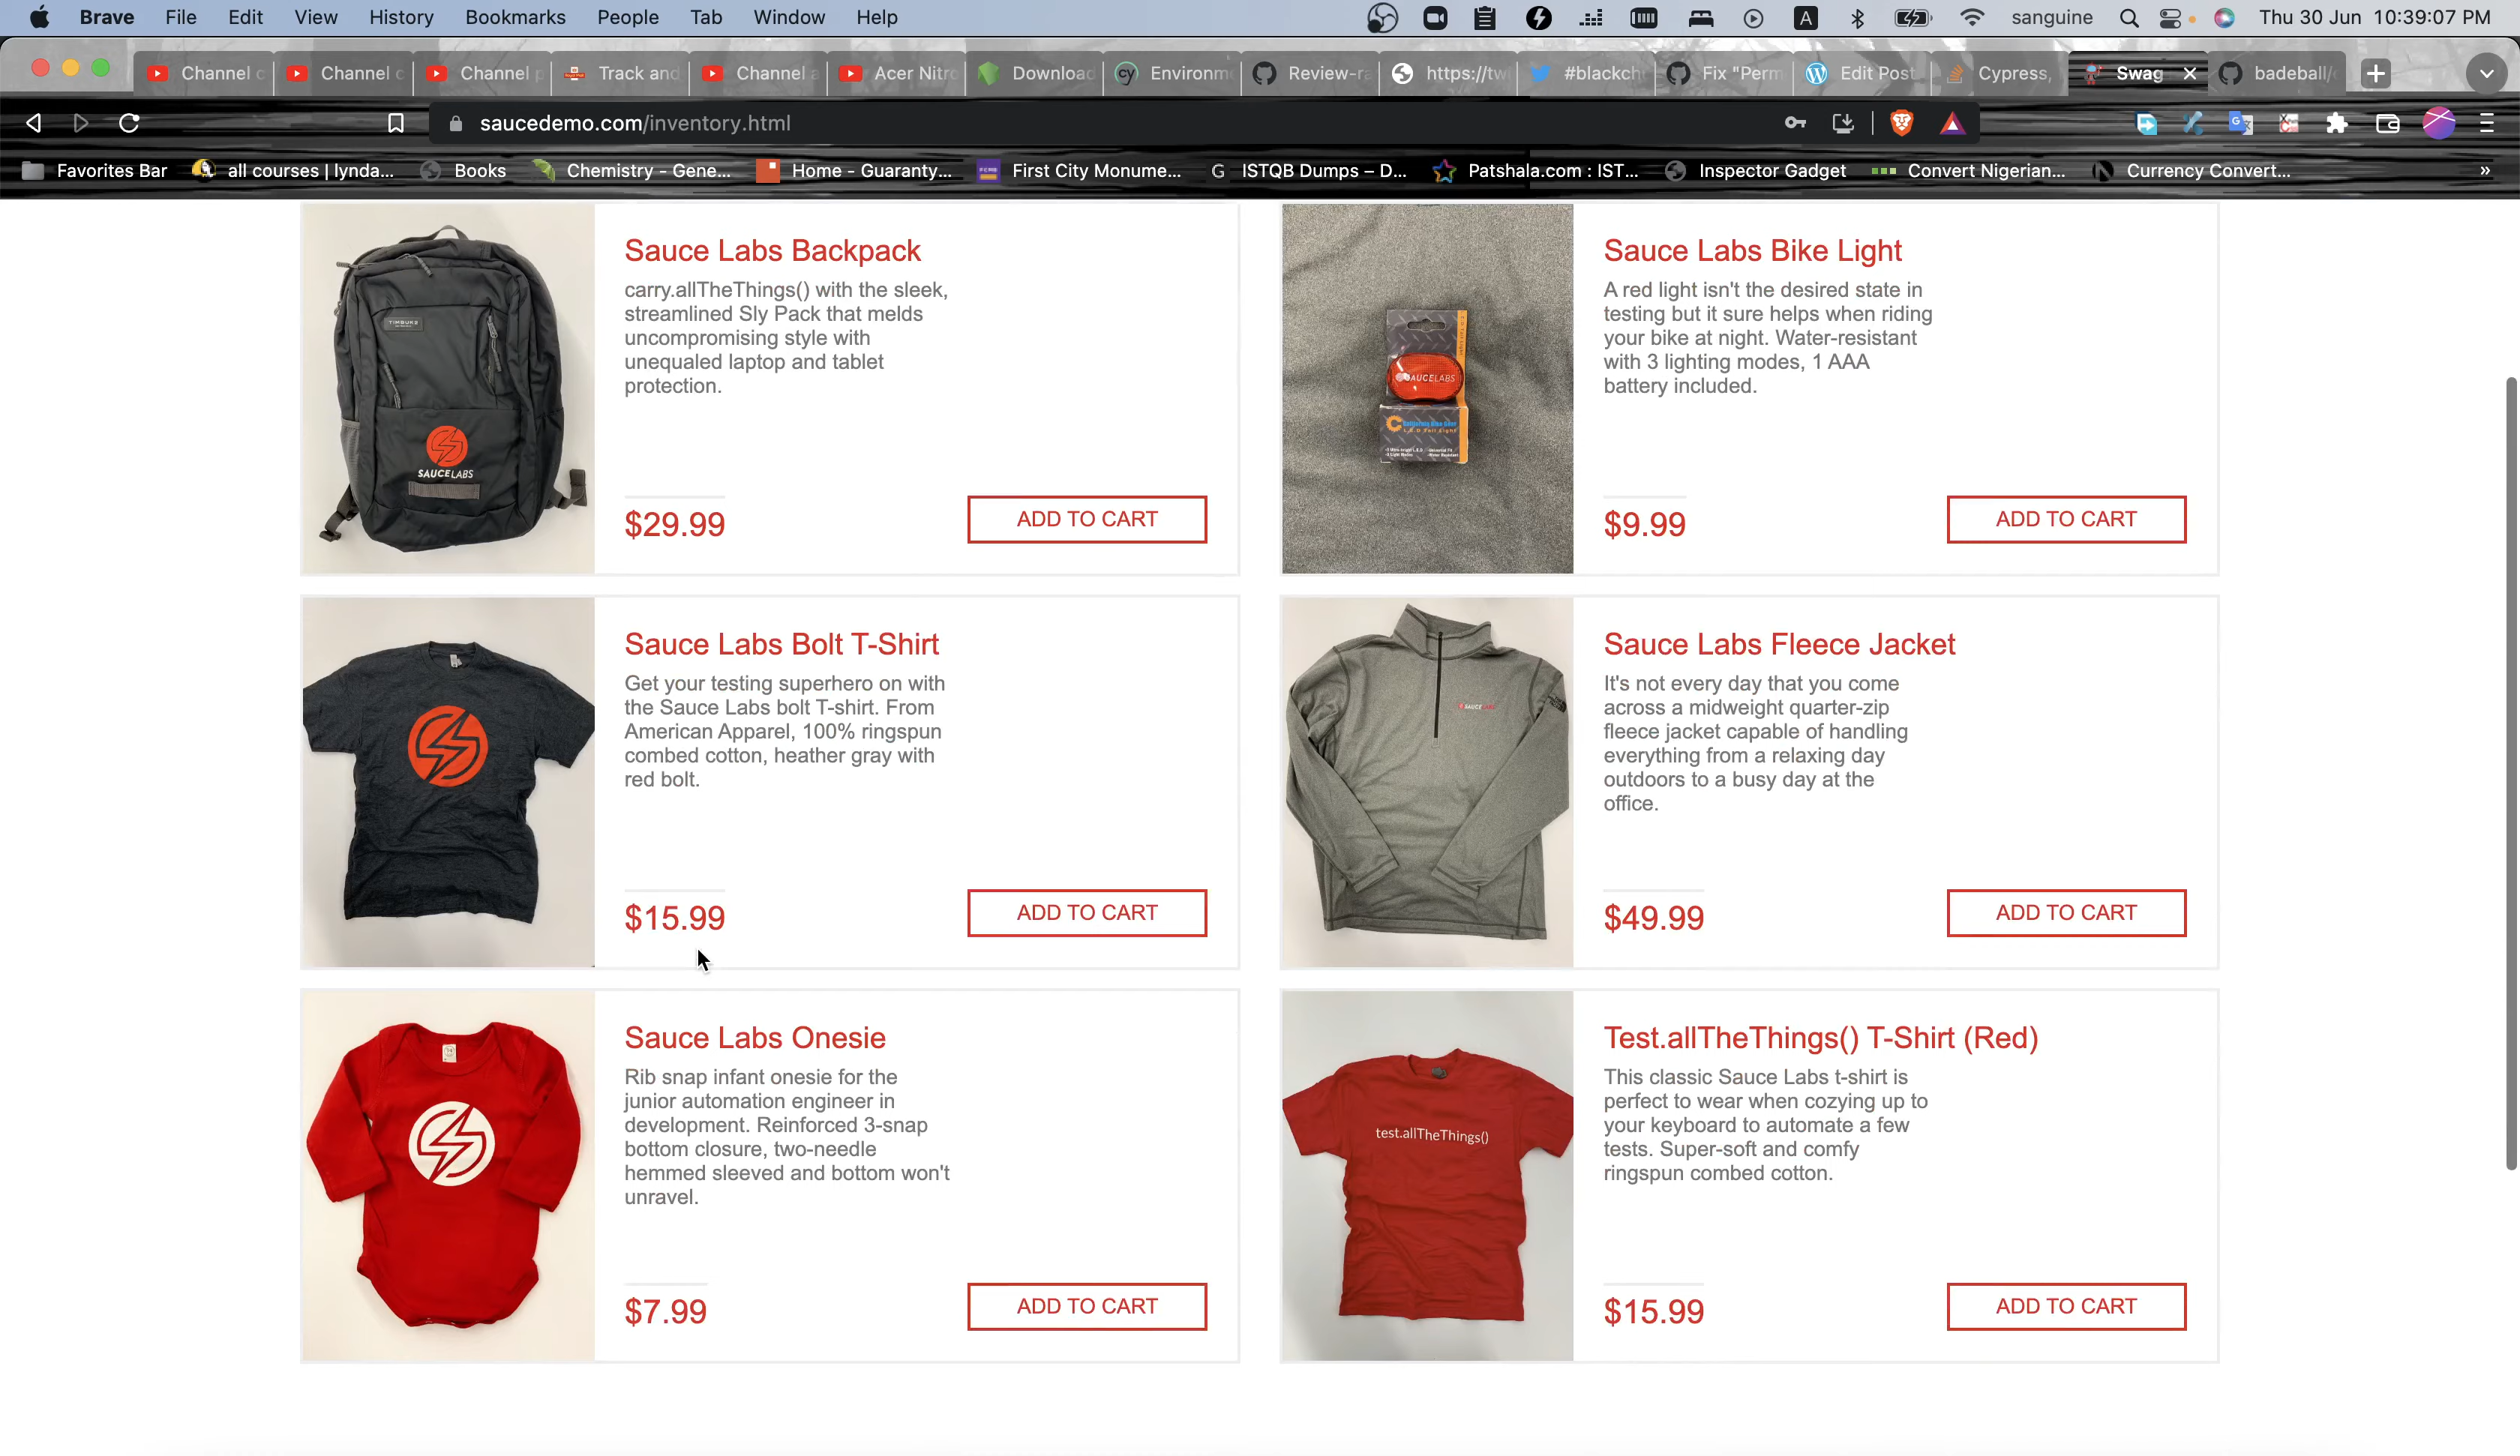 Brave File Edit View History Bookmarks People Tab Window Help
A sanguine Thu 30 Jun 10:39:07 PM
Channel Channel Channel Track and Channel Acer Nitro Download Environm Review-ra https://tw #blackch Fix "Perm Edit Post Cypress, Swag badeball/
saucedemo.com/inventory.html
Favorites Bar all courses | lynda... Books Chemistry - Gene... Home - Guaranty... First City Monume... G ISTQB Dumps – D... Patshala.com : IST... Inspector Gadget Convert Nigerian... Currency Convert... »
Sauce Labs Backpack
carry.allTheThings() with the sleek,
streamlined Sly Pack that melds
uncompromising style with
unequaled laptop and tablet
protection.
$29.99
ADD TO CART
TIMBUK2
SAUCELABS
Sauce Labs Bike Light
A red light isn't the desired state in
testing but it sure helps when riding
your bike at night. Water-resistant
with 3 lighting modes, 1 AAA
battery included.
$9.99
ADD TO CART
SAUCELABS
Sauce Labs Bolt T-Shirt
Get your testing superhero on with
the Sauce Labs bolt T-shirt. From
American Apparel, 100% ringspun
combed cotton, heather gray with
red bolt.
$15.99
ADD TO CART
Sauce Labs Fleece Jacket
It's not every day that you come
across a midweight quarter-zip
fleece jacket capable of handling
everything from a relaxing day
outdoors to a busy day at the
office.
$49.99
ADD TO CART
SAUCELABS
Sauce Labs Onesie
Rib snap infant onesie for the
junior automation engineer in
development. Reinforced 3-snap
bottom closure, two-needle
hemmed sleeved and bottom won't
unravel.
$7.99
ADD TO CART
Test.allTheThings() T-Shirt (Red)
This classic Sauce Labs t-shirt is
perfect to wear when cozying up to
your keyboard to automate a few
tests. Super-soft and comfy
ringspun combed cotton.
$15.99
ADD TO CART
test.allTheThings()